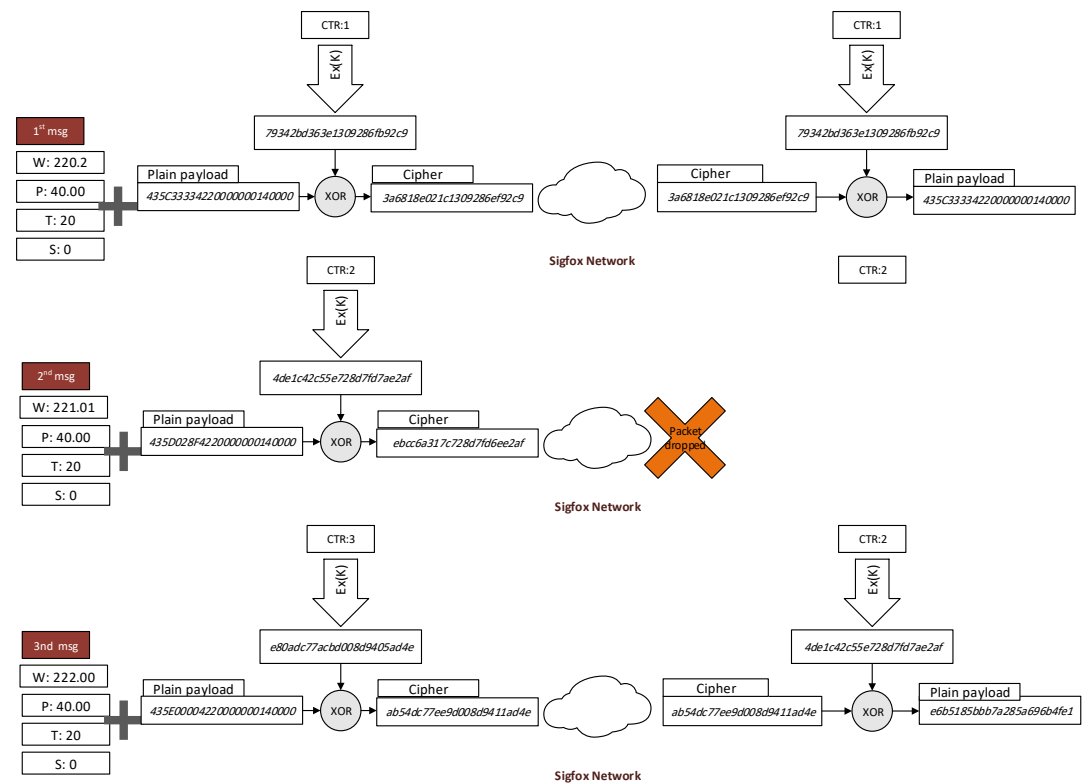 CTR:1
CTR:1
Ex(K)
Ex(K)
79342bd363e1309286fb92c9
79342bd363e1309286fb92c9
1st msg
W: 220.2
P: 40.00
T: 20
S: 0
Plain payload
435C33334220000000140000
XOR
Cipher
3a6818e021c1309286ef92c9
Cipher
3a6818e021c1309286ef92c9
XOR
Plain payload
435C33334220000000140000
Sigfox Network
CTR:2
CTR:2
Ex(K)
4de1c42c55e728d7fd7ae2af
2nd msg
W: 221.01
P: 40.00
T: 20
S: 0
Plain payload
435D028F4220000000140000
XOR
Cipher
ebcc6a317c728d7fd6ee2af
Packet
dropped
Sigfox Network
CTR:3
CTR:2
Ex(K)
Ex(K)
e80adc77acbd008d9405ad4e
4de1c42c55e728d7fd7ae2af
3nd msg
W: 222.00
P: 40.00
T: 20
S: 0
Plain payload
435E00004220000000140000
XOR
Cipher
ab54dc77ee9d008d9411ad4e
Cipher
ab54dc77ee9d008d9411ad4e
XOR
Plain payload
e6b5185bbb7a285a696b4fe1
Sigfox Network